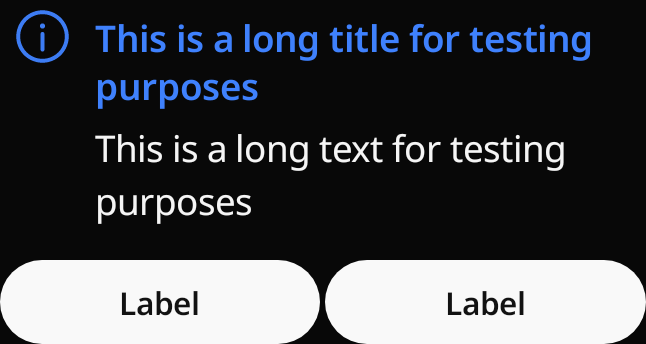 This is a long title for testing
purposes
This is a long text for testing
purposes
Label Label